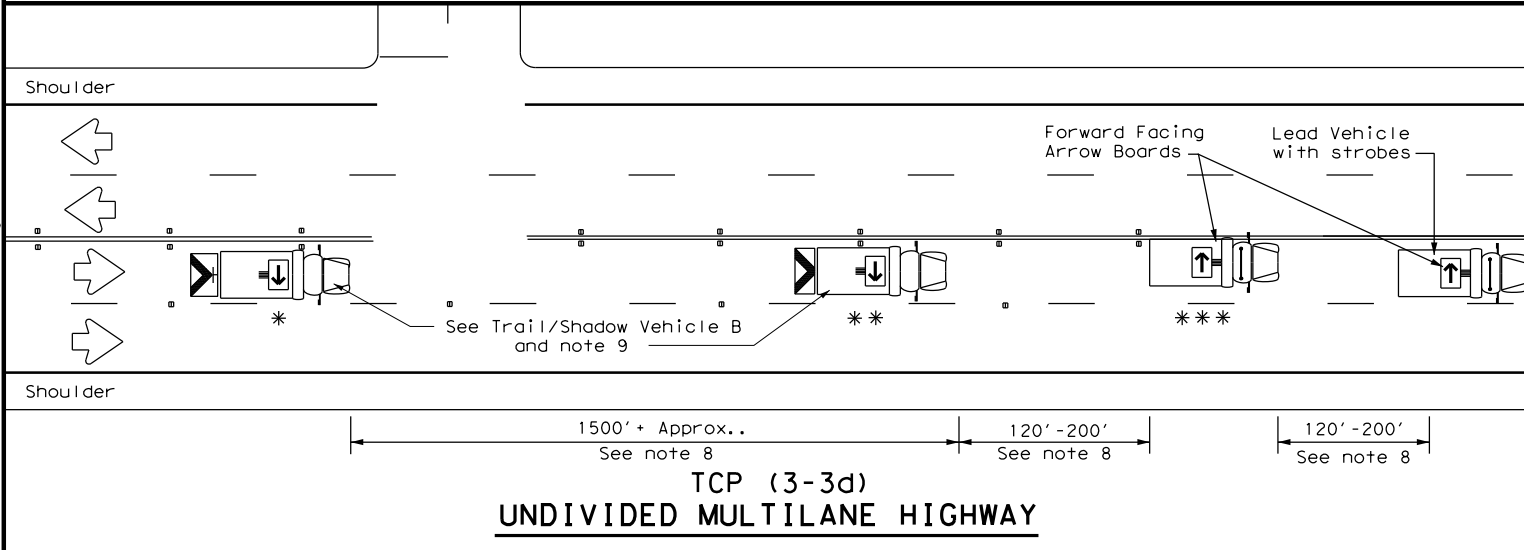 Shoulder
Forward Facing
Arrow Boards
Lead Vehicle
with strobes
*
**
***
See Trail/Shadow Vehicle B
and note 9
Shoulder
1500'+ Approx..
See note 8
120'-200'
See note 8
120'-200'
See note 8
TCP (3-3d)
UNDIVIDED MULTILANE HIGHWAY